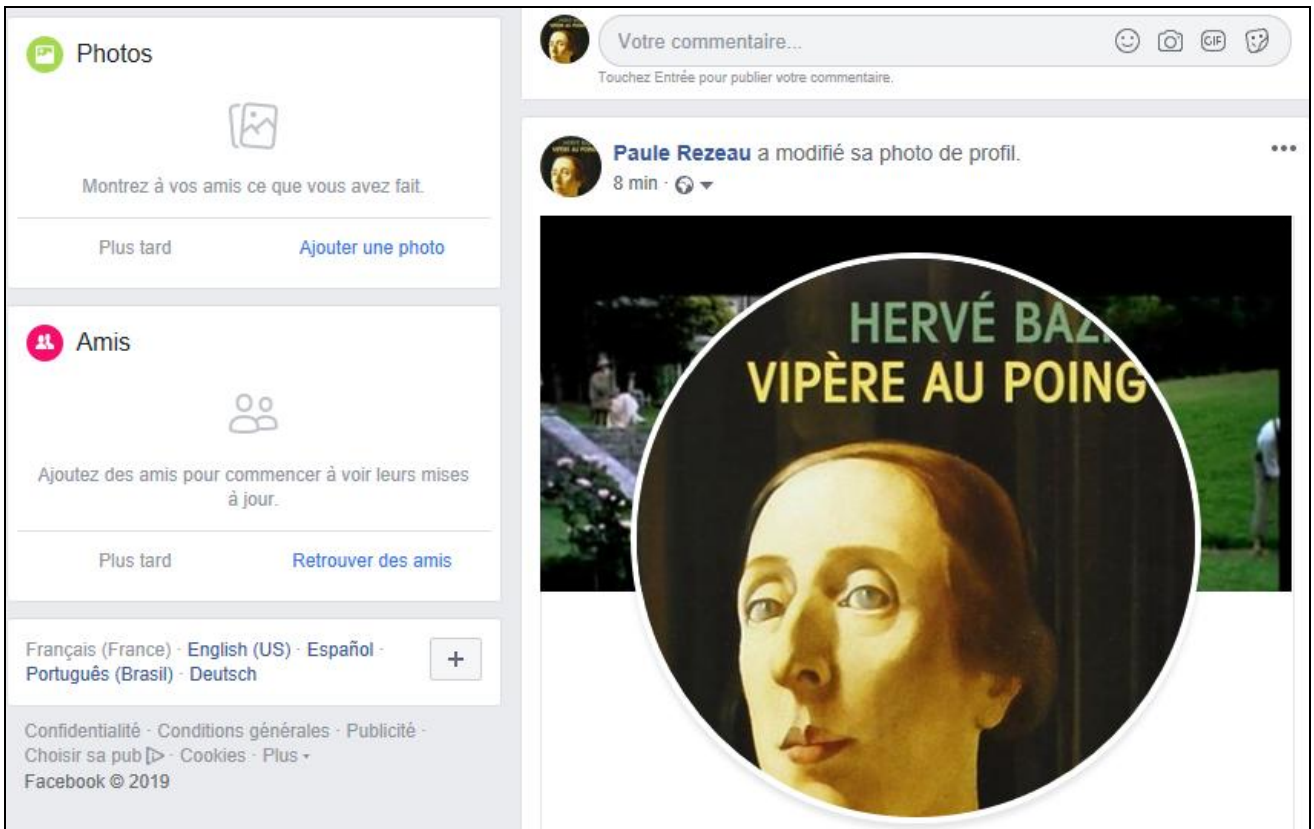 Photos
Montrez à vos amis ce que vous avez fait.
Plus tard
Ajouter une photo
Amis
Ajoutez des amis pour commencer à voir leurs mises
à jour.
Plus tard
Retrouver des amis
Français (France) · English (US) · Español ·
Português (Brasil) · Deutsch
+
Confidentialité · Conditions générales · Publicité ·
Choisir sa pub · Cookies · Plus
Facebook © 2019
Votre commentaire...
GIF
Touchez Entrée pour publier votre commentaire.
Paule Rezeau a modifié sa photo de profil.
8 min ·
HERVÉ BAZI
VIPÈRE AU POING